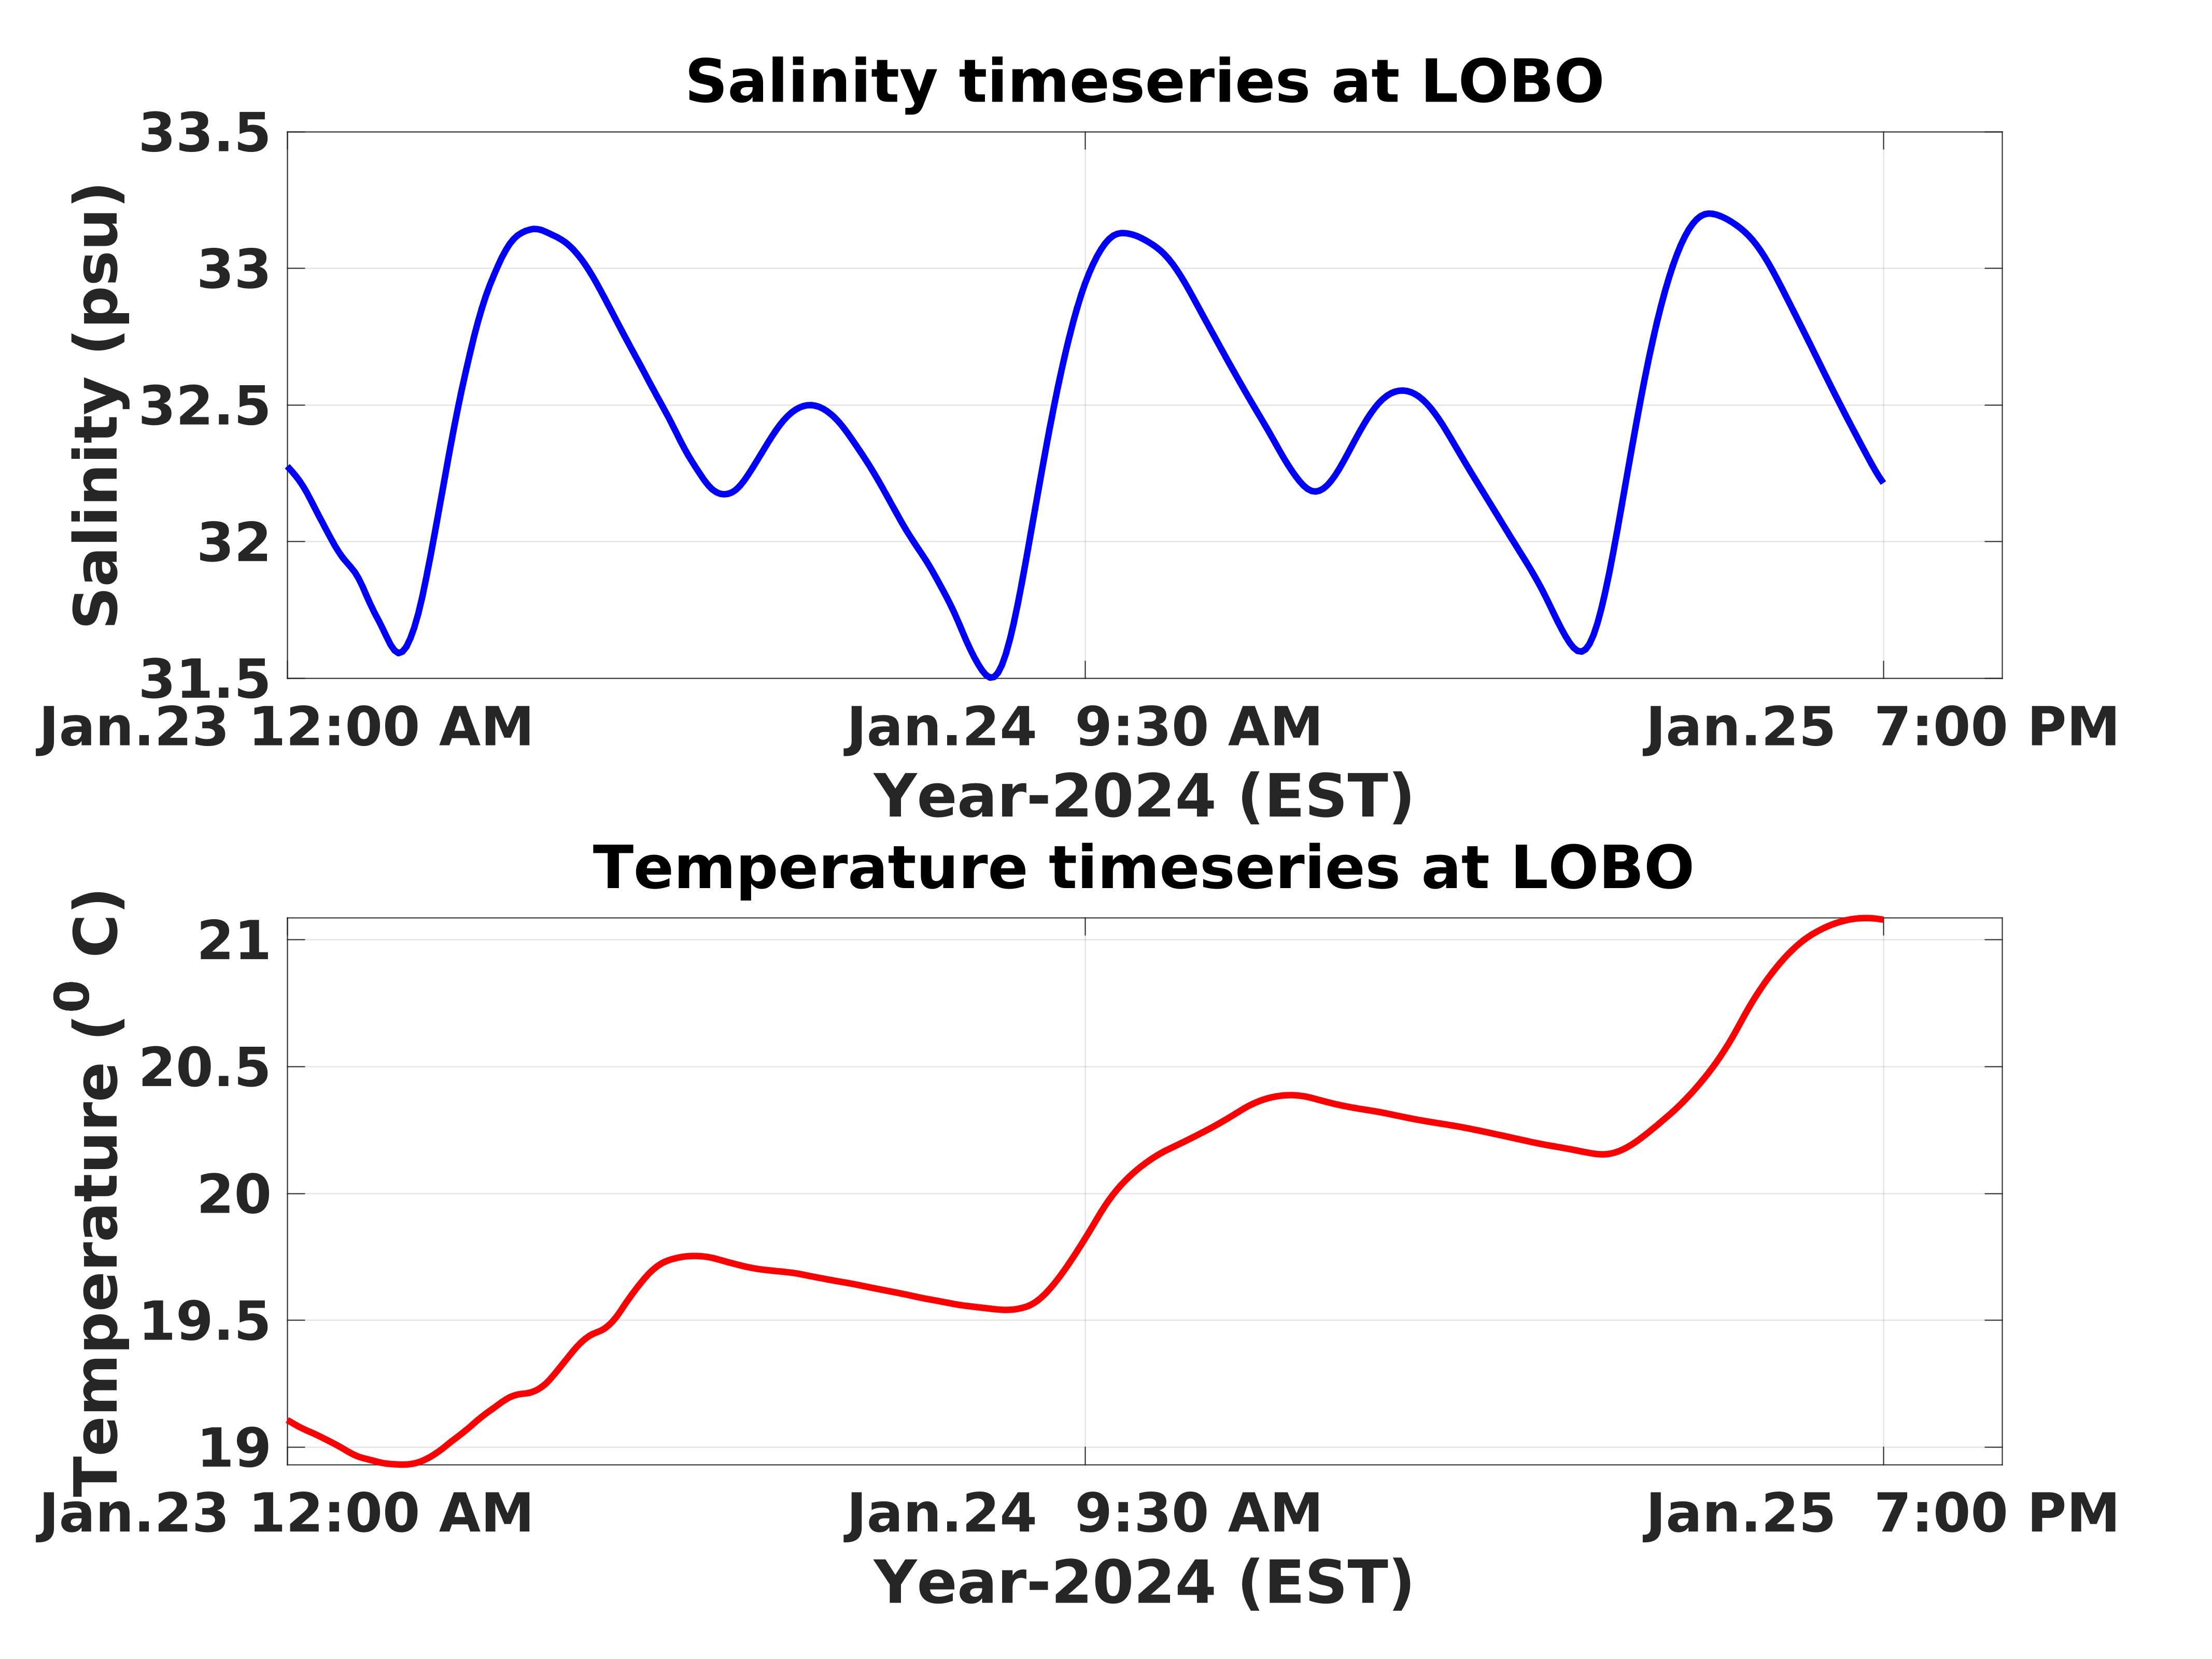 Salinity timeseries at LOBO
Salinity (psu)
33.5
33
32.5
32
31.5
Jan.23 12:00 AM Jan.24 9:30 AM Jan.25 7:00 PM
Year-2024 (EST)
Temperature timeseries at LOBO
Temperature (⁰ C)
21
20.5
20
19.5
19
Jan.23 12:00 AM Jan.24 9:30 AM Jan.25 7:00 PM
Year-2024 (EST)